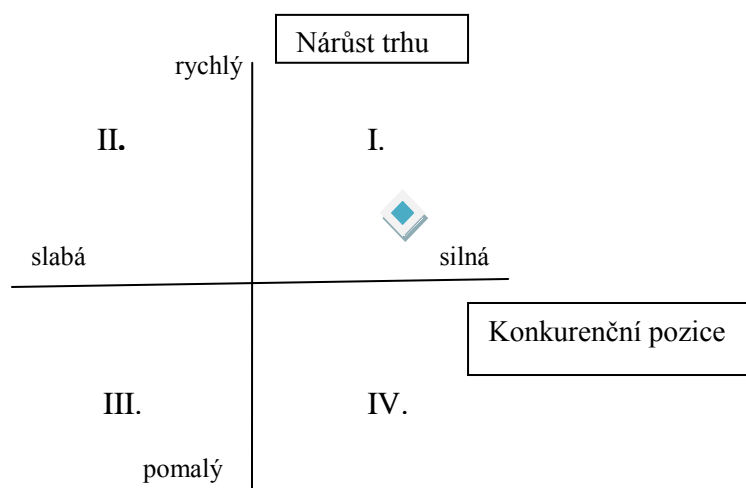 Nárůst trhu
rychlý
II.
I.
slabá
silná
Konkurenční pozice
III.
IV.
pomalý